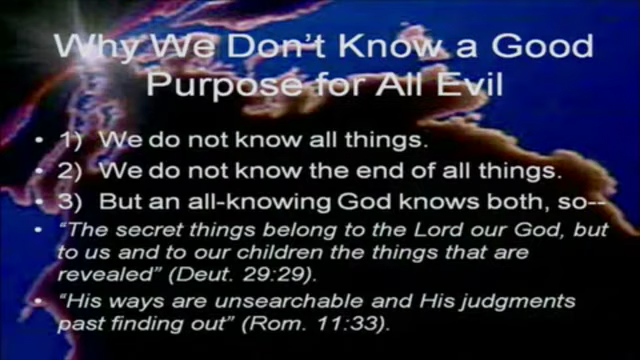 Why We Don't Know a Good
Purpose for All Evil
• 1) We do not know all things.
• 2) We do not know the end of all things.
• 3) But an all-knowing God knows both, so--
• “The secret things belong to the Lord our God, but
to us and to our children the things that are
revealed” (Deut. 29:29).
• “His ways are unsearchable and His judgments
past finding out” (Rom. 11:33).